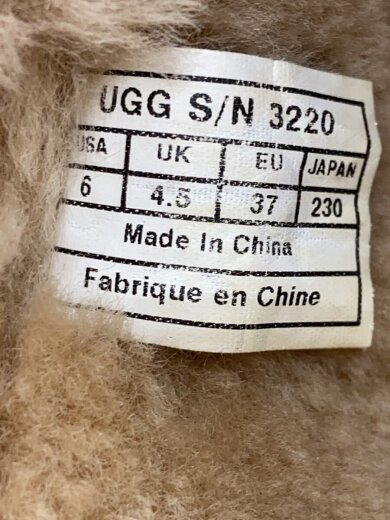 UGG S/N 3220
USA UK EU JAPAN
6 4.5 37 230
Made In China
Fabrique en Chine